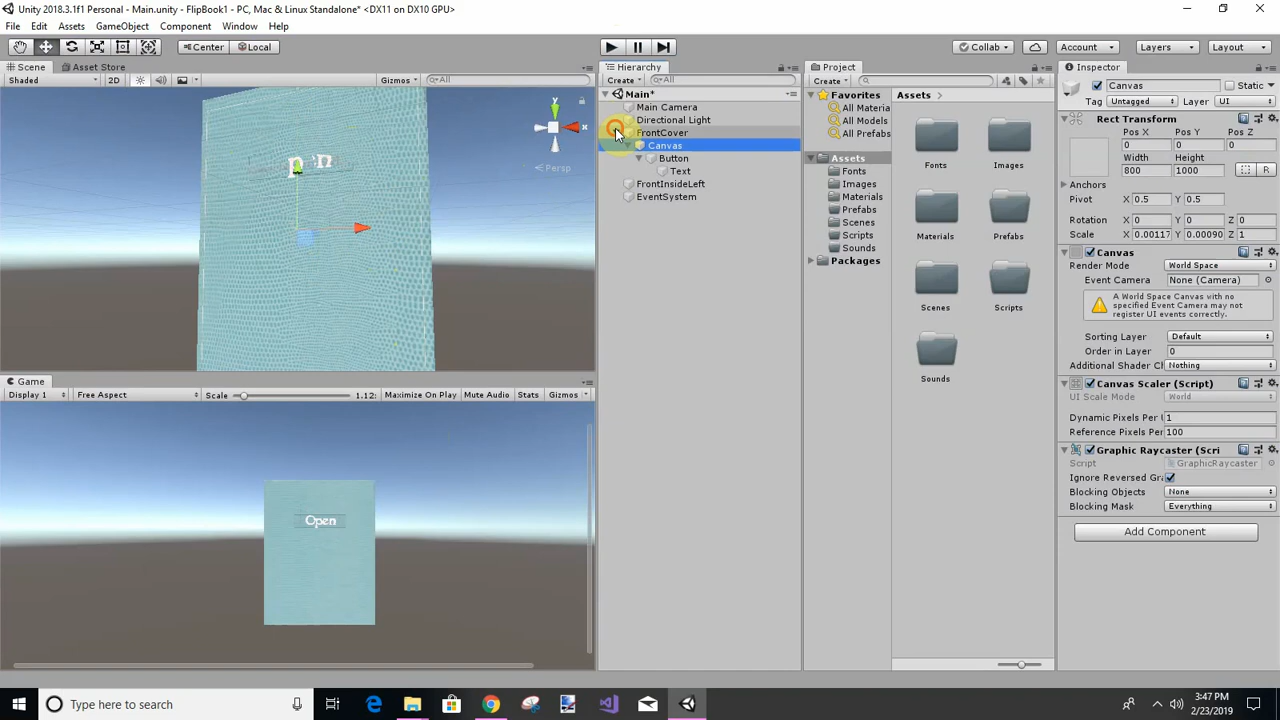 Unity 2018.3.1f1 Personal - Main.unity - FlipBook1 - PC, Mac & Linux Standalone* <DX11 on DX10 GPU>
File Edit Assets GameObject Component Window Help
Center Local Collab Account Layers Layout
Scene Asset Store
Shaded 2D Gizmos All
y
x
Persp
Game
Display 1 Free Aspect Scale 1.12: Maximize On Play Mute Audio Stats Gizmos
Open
Hierarchy
Create All
Main*
Main Camera
Directional Light
FrontCover
Canvas
Button
Text
FrontInsideLeft
EventSystem
Project
Create
Favorites
All Materia
All Models
All Prefabs
Assets
Fonts
Images
Materials
Prefabs
Scenes
Scripts
Sounds
Packages
Assets
Fonts Images
Materials Prefabs
Scenes Scripts
Sounds
Inspector
Canvas Static
Tag Untagged Layer UI
Rect Transform
Pos X Pos Y Pos Z
0 0 0
Width Height
800 1000 R
Anchors
Pivot X 0.5 Y 0.5
Rotation X 0 Y 0 Z 0
Scale X 0.00117 Y 0.00090 Z 1
Canvas
Render Mode World Space
Event Camera None (Camera)
A World Space Canvas with no
specified Event Camera may not
register UI events correctly.
Sorting Layer Default
Order in Layer 0
Additional Shader C Nothing
Canvas Scaler (Script)
UI Scale Mode World
Dynamic Pixels Per U 1
Reference Pixels Per 100
Graphic Raycaster (Scri
Script GraphicRaycaster
Ignore Reversed Gra
Blocking Objects None
Blocking Mask Everything
Add Component
Type here to search
3:47 PM
2/23/2019